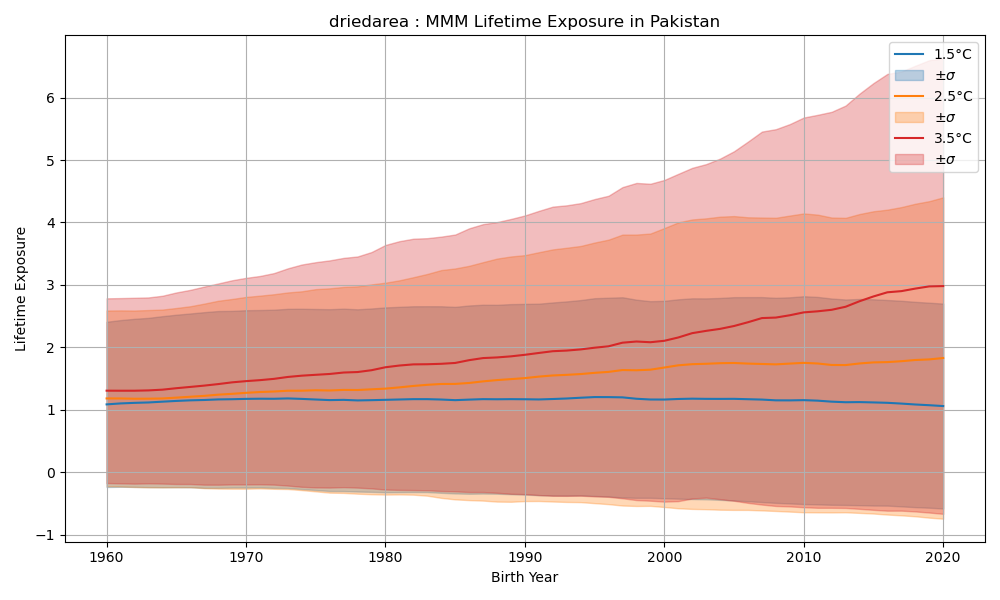 driedarea : MMM Lifetime Exposure in Pakistan
1.5°C
±σ
2.5°C
±σ
3.5°C
±σ
Lifetime Exposure
6
5
4
3
2
1
0
−1
1960 1970 1980 1990 2000 2010 2020
Birth Year